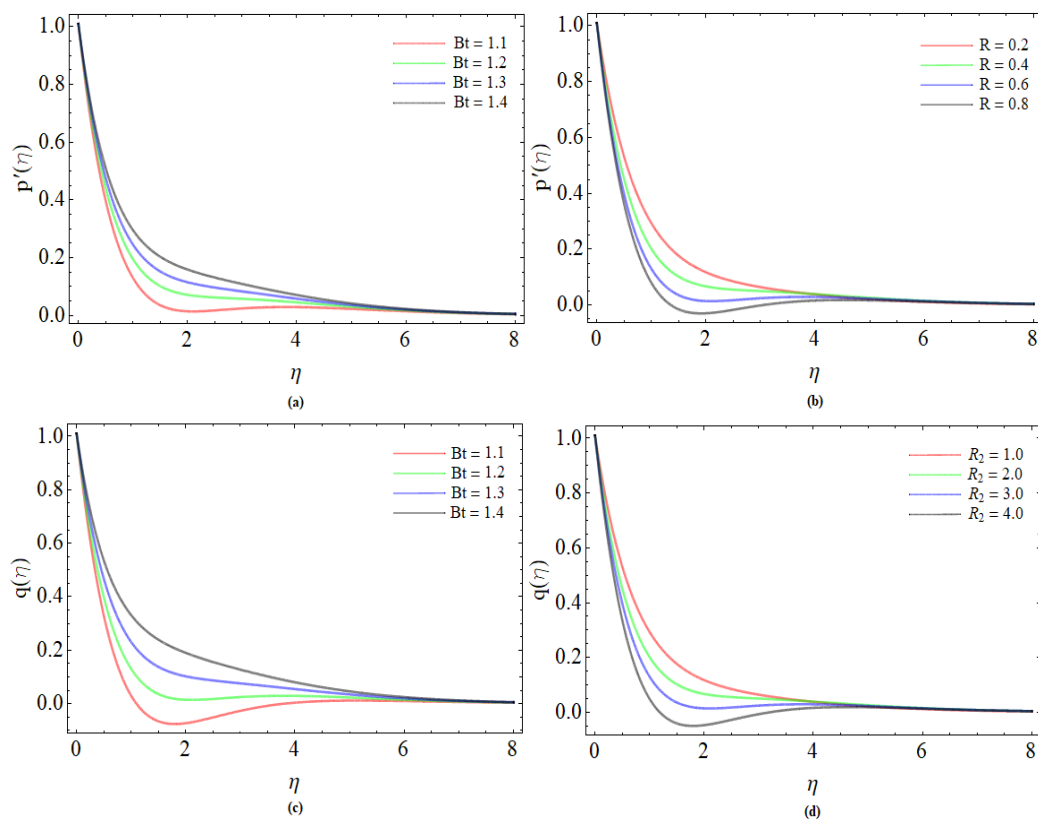 1.0
0.8
0.6
0.4
0.2
0.0
p′(η)
0 2 4 6 8
η
Bt = 1.1
Bt = 1.2
Bt = 1.3
Bt = 1.4
(a)
1.0
0.8
0.6
0.4
0.2
0.0
p′(η)
0 2 4 6 8
η
R = 0.2
R = 0.4
R = 0.6
R = 0.8
(b)
1.0
0.8
0.6
0.4
0.2
0.0
q(η)
0 2 4 6 8
η
Bt = 1.1
Bt = 1.2
Bt = 1.3
Bt = 1.4
(c)
1.0
0.8
0.6
0.4
0.2
0.0
q(η)
0 2 4 6 8
η
R₂ = 1.0
R₂ = 2.0
R₂ = 3.0
R₂ = 4.0
(d)